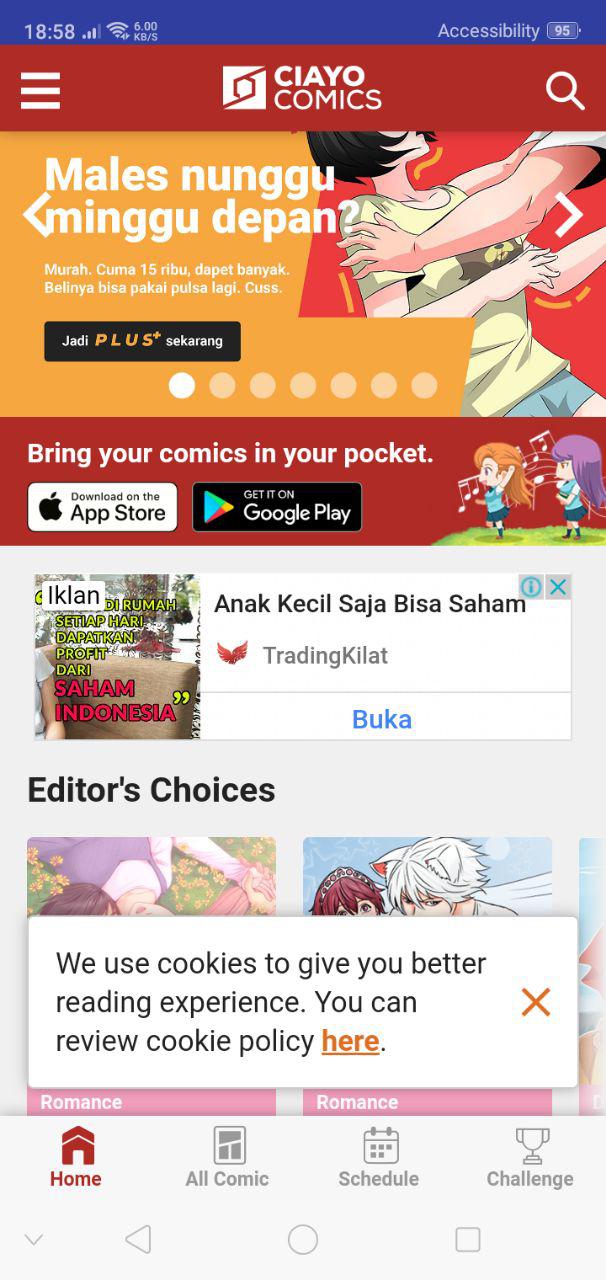 18:58
6.00
KB/S
Accessibility
95
CIAYO
COMICS
Males nunggu
minggu depan?
Murah. Cuma 15 ribu, dapat banyak.
Belinya bisa pakai pulsa lagi. Cuss.
Jadi PLUS+ sekarang
Bring your comics in your pocket.
Download on the
App Store
GET IT ON
Google Play
Iklan
DI RUMAH
SETIAP HARI
DAPATKAN
PROFIT
DARI
SAHAM
INDONESIA”
Anak Kecil Saja Bisa Saham
TradingKilat
Buka
Editor's Choices
We use cookies to give you better
reading experience. You can
review cookie policy here.
Romance
Romance
D
Home
All Comic
Schedule
Challenge